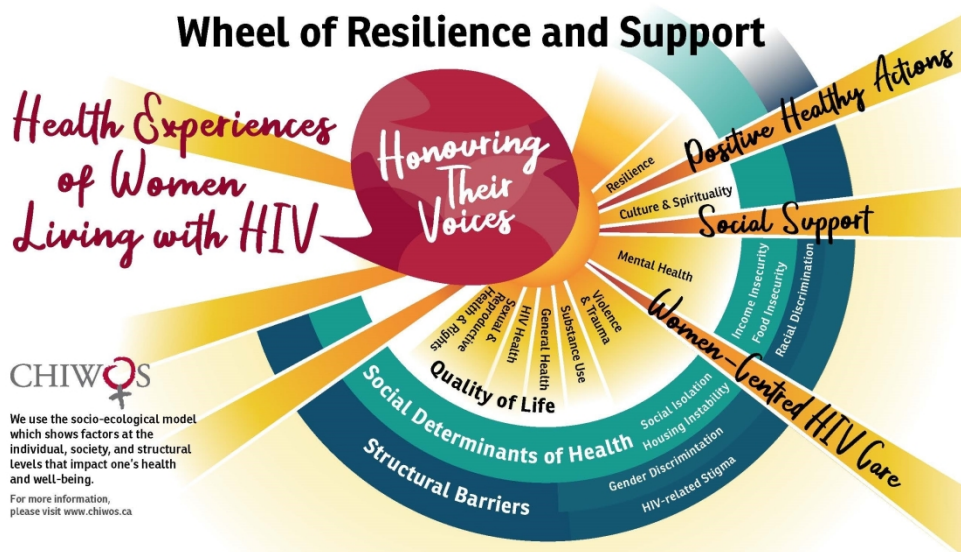 Wheel of Resilience and Support
Health Experiences
of Women
Living with HIV
Honouring
Their
Voices
Positive Healthy Actions
Social Support
Women-Centred HIV Care
Resilience
Culture & Spirituality
Mental Health
Violence
& Trauma
Substance Use
General Health
HIV Health
Sexual &
Reproductive
Health & Rights
Quality of Life
Social Determinants of Health
Social Isolation
Housing Instability
Income Insecurity
Food Insecurity
Structural Barriers
Gender Discrimintation
HIV-related Stigma
Racial Discrimination
CHIWOS
We use the socio-ecological model
which shows factors at the
individual, society, and structural
levels that impact one's health
and well-being.
For more information,
please visit www.chiwos.ca